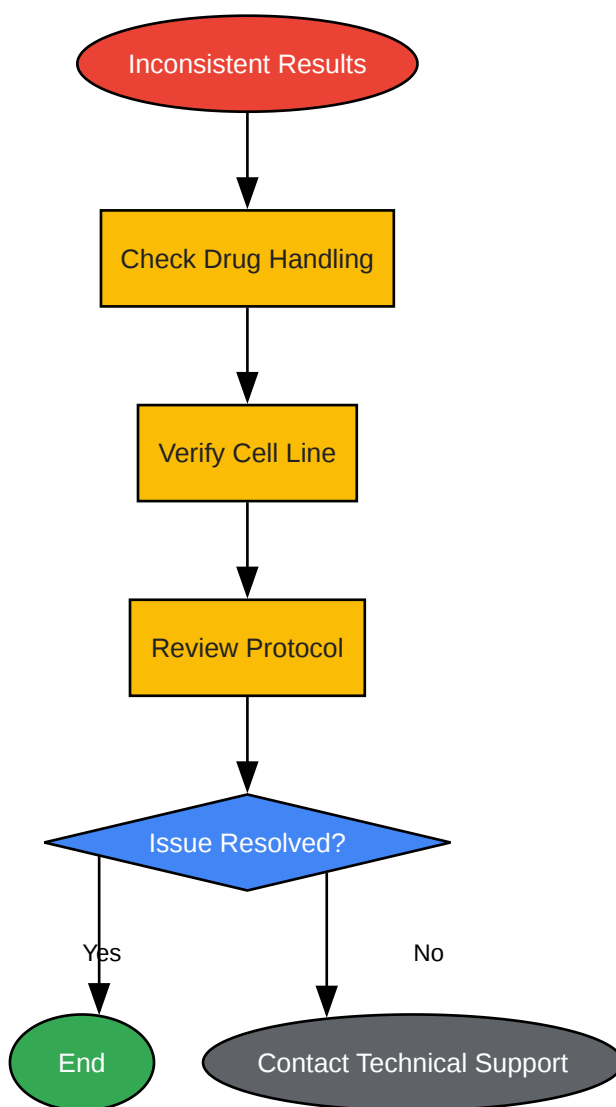 Inconsistent Results
Check Drug Handling
Verify Cell Line
Review Protocol
Issue Resolved?
Yes
No
End
Contact Technical Support